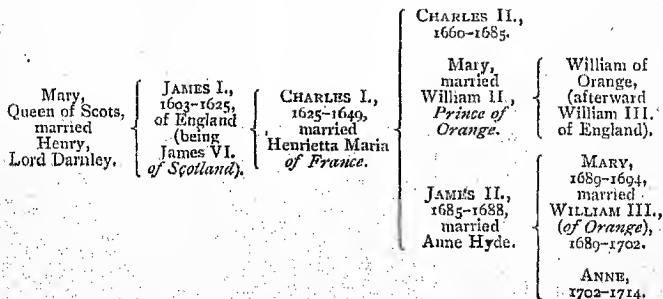 Mary,
Queen of Scots,
married
Henry,
Lord Darnley.
JAMES I.,
1603-1625,
of England
(being
James VI.
of Scotland).
CHARLES I.,
1625-1649,
married
Henrietta Maria
of France.
CHARLES II.,
1660-1685.
Mary,
married
William II.,
Prince of
Orange.
William of
Orange,
(afterward
William III.
of England).
JAMES II.,
1685-1688,
married
Anne Hyde.
MARY,
1689-1694,
married
WILLIAM III.,
(of Orange),
1689-1702.
ANNE,
1702-1714.